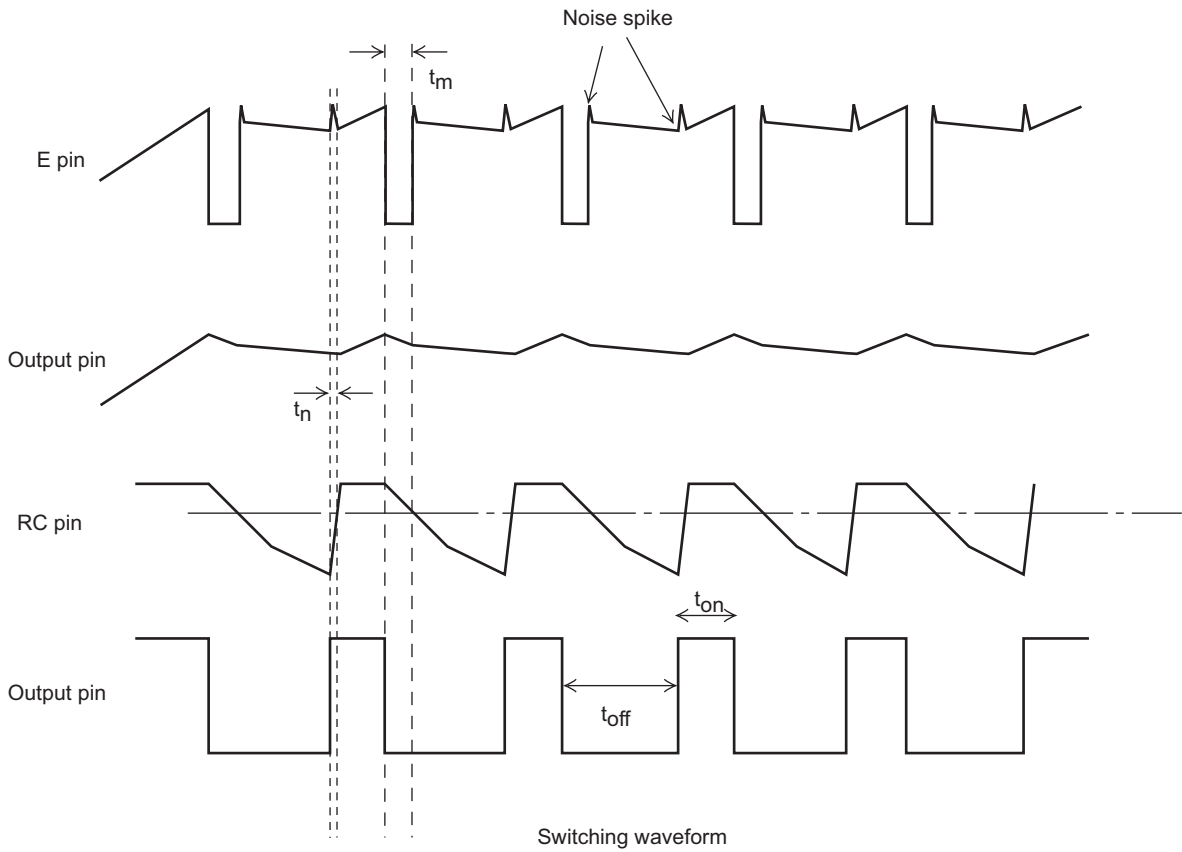 Noise spike
tm
E pin
Output pin
tn
RC pin
ton
Output pin
toff
Switching waveform